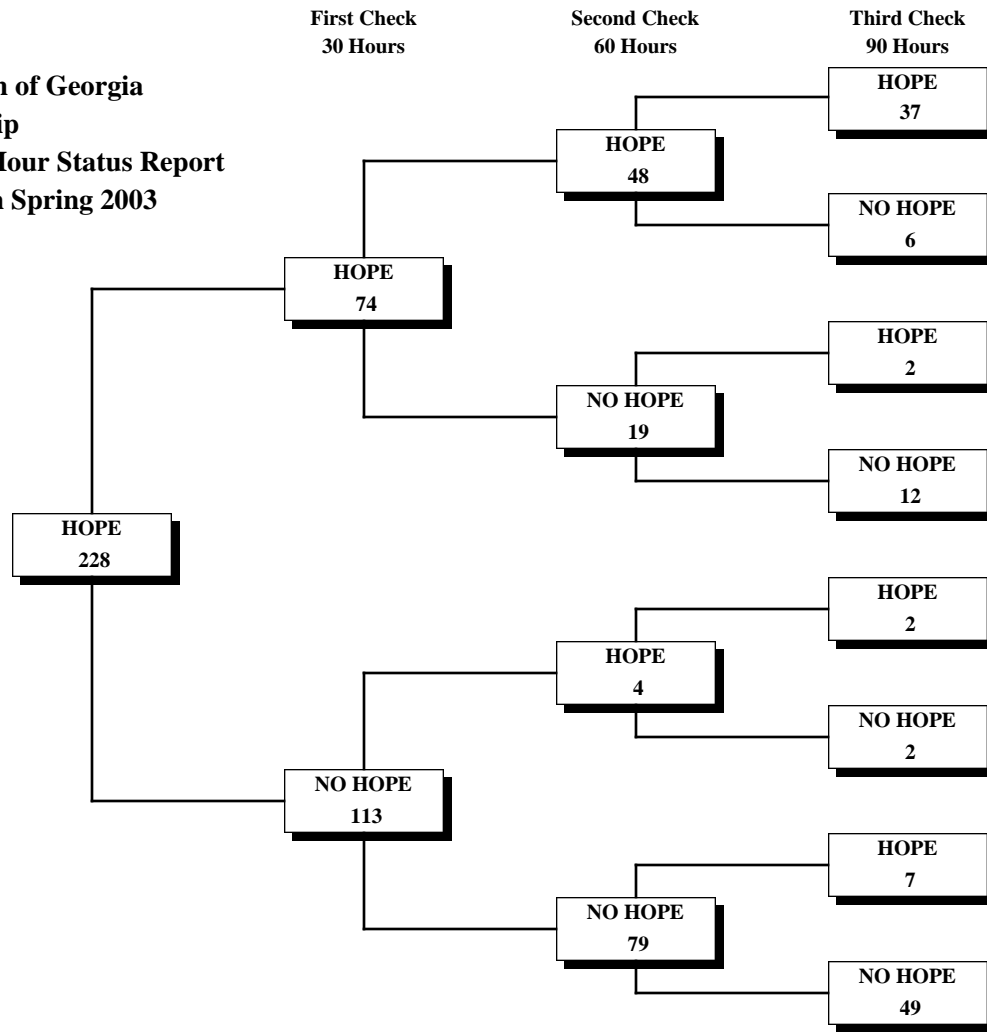 First Check
30 Hours
Second Check
60 Hours
Third Check
90 Hours
of Georgia
Hour Status Report
Spring 2003
HOPE
37
HOPE
48
NO HOPE
6
HOPE
74
HOPE
2
NO HOPE
19
NO HOPE
12
HOPE
228
HOPE
2
HOPE
4
NO HOPE
2
NO HOPE
113
HOPE
7
NO HOPE
79
NO HOPE
49